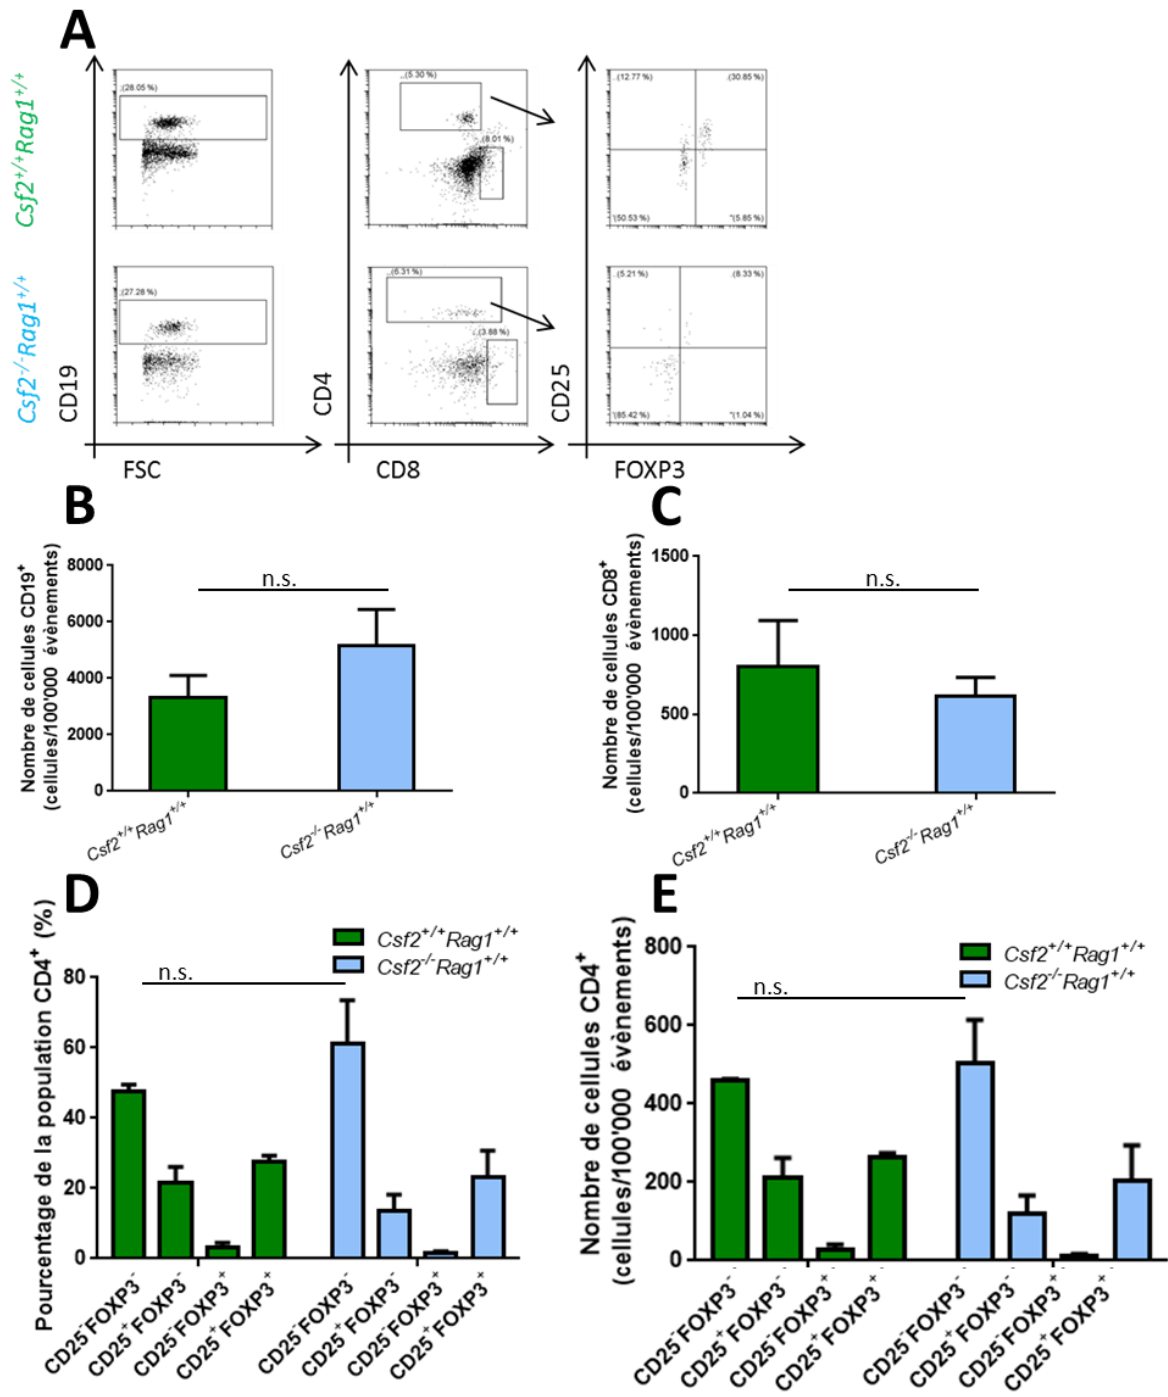 A
Csf2+/+Rag1+/+
..(28.05 %)
..(5.30 %)
..(8.01 %)
..(12.77 %)
..(30.85 %)
"(50.53 %)
"(5.85 %)
Csf2-/-Rag1+/+
..(27.28 %)
..(6.31 %)
..(3.88 %)
..(5.21 %)
..(8.33 %)
"(85.42 %)
"(1.04 %)
CD19
CD4
CD25
FSC
CD8
FOXP3
B
Nombre de cellules CD19+
(cellules/100'000 évènements)
8000
6000
4000
2000
0
n.s.
Csf2+/+Rag1+/+
Csf2-/-Rag1+/+
C
Nombre de cellules CD8+
(cellules/100'000 évènements)
1500
1000
500
0
n.s.
Csf2+/+Rag1+/+
Csf2-/-Rag1+/+
D
Pourcentage de la population CD4+ (%)
80
60
40
20
0
n.s.
Csf2+/+Rag1+/+
Csf2-/-Rag1+/+
CD25-FOXP3-
CD25+FOXP3-
CD25-FOXP3+
CD25+FOXP3+
CD25-FOXP3-
CD25+FOXP3-
CD25-FOXP3+
CD25+FOXP3+
E
Nombre de cellules CD4+
(cellules/100'000 évènements)
800
600
400
200
0
n.s.
Csf2+/+Rag1+/+
Csf2-/-Rag1+/+
CD25-FOXP3-
CD25+FOXP3-
CD25-FOXP3+
CD25+FOXP3+
CD25-FOXP3-
CD25+FOXP3-
CD25-FOXP3+
CD25+FOXP3+